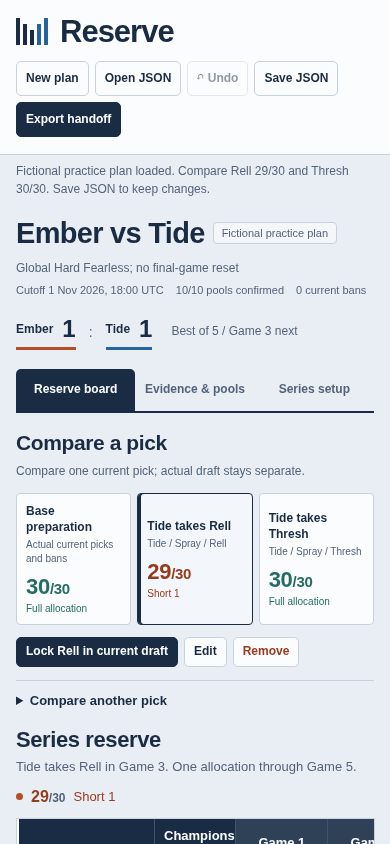 Reserve
New plan
Open JSON
Undo
Save JSON
Export handoff
Fictional practice plan loaded. Compare Rell 29/30 and Thresh
30/30. Save JSON to keep changes.
Ember vs Tide
Fictional practice plan
Global Hard Fearless; no final-game reset
Cutoff 1 Nov 2026, 18:00 UTC 10/10 pools confirmed 0 current bans
Ember 1 : Tide 1 Best of 5 / Game 3 next
Reserve board
Evidence & pools
Series setup
Compare a pick
Compare one current pick; actual draft stays separate.
Base
preparation
Actual current picks
and bans
30/30
Full allocation
Tide takes Rell
Tide / Spray / Rell
29/30
Short 1
Tide takes
Thresh
Tide / Spray / Thresh
30/30
Full allocation
Lock Rell in current draft
Edit
Remove
Compare another pick
Series reserve
Tide takes Rell in Game 3. One allocation through Game 5.
29/30 Short 1
Champions
Game 1